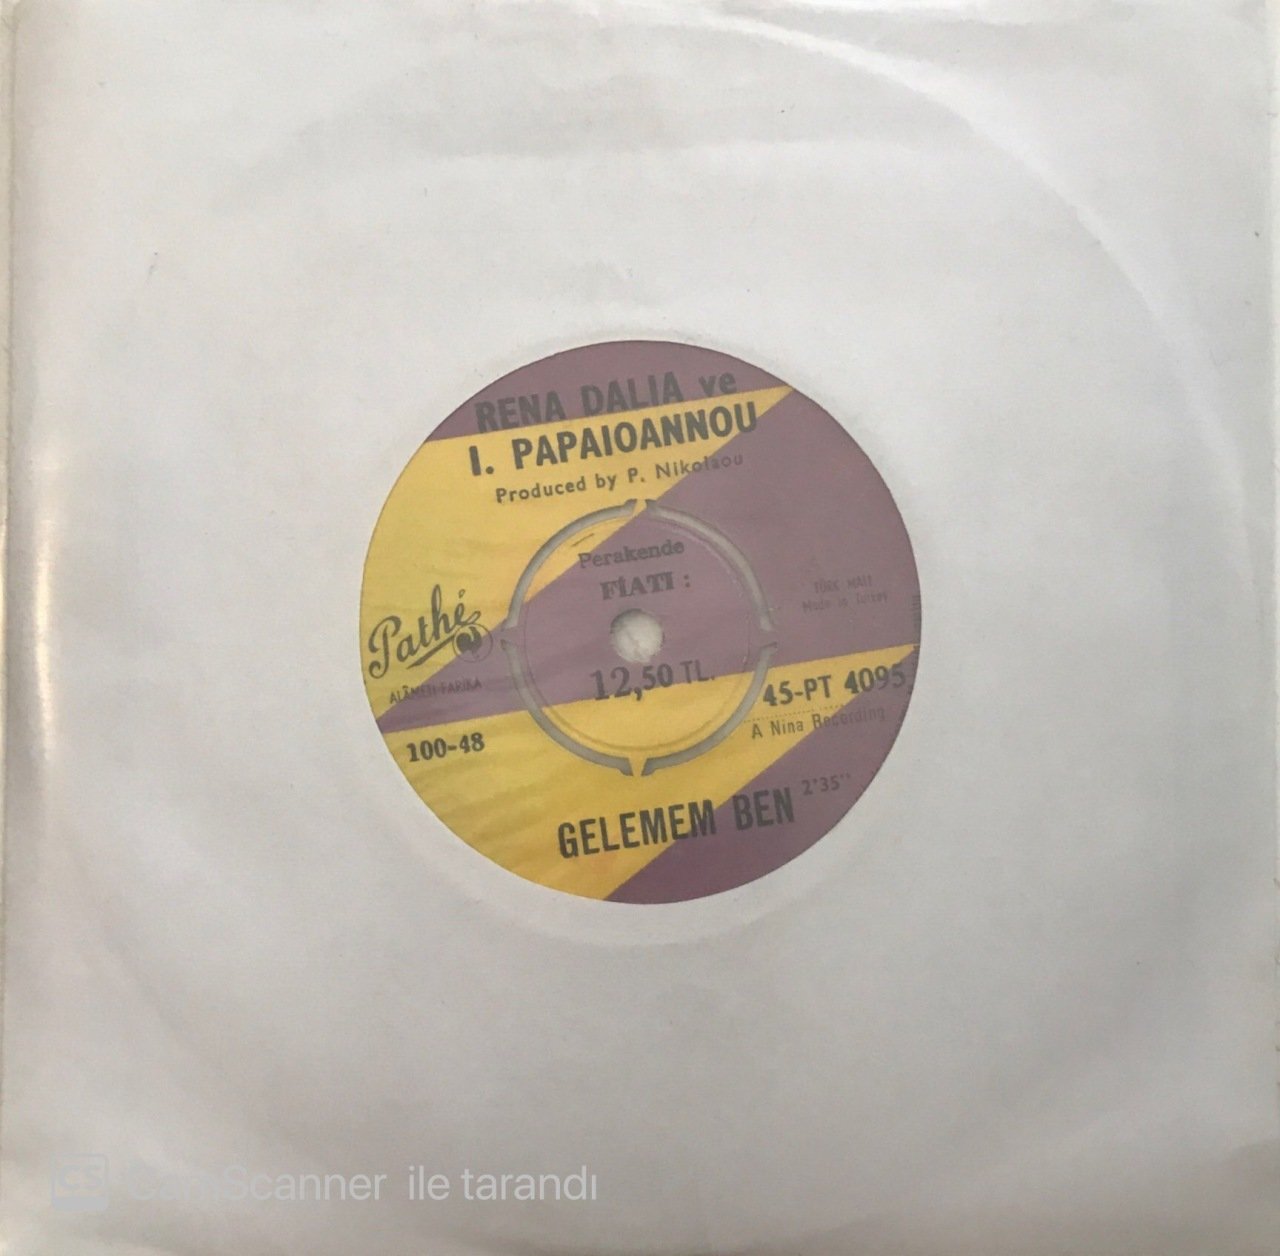 RENA DALIA ve
I. PAPAIOANNOU
Produced by P. Nikolaou
Perakende
FİATI :
12,50 TL.
TÜRK MALI
Made in Turkey
Pathé
ALÂMETİ-FARİKA
45-PT 4095
A Nina Recording
100-48
2'35''
GELEMEM BEN
CS CamScanner ile tarandı